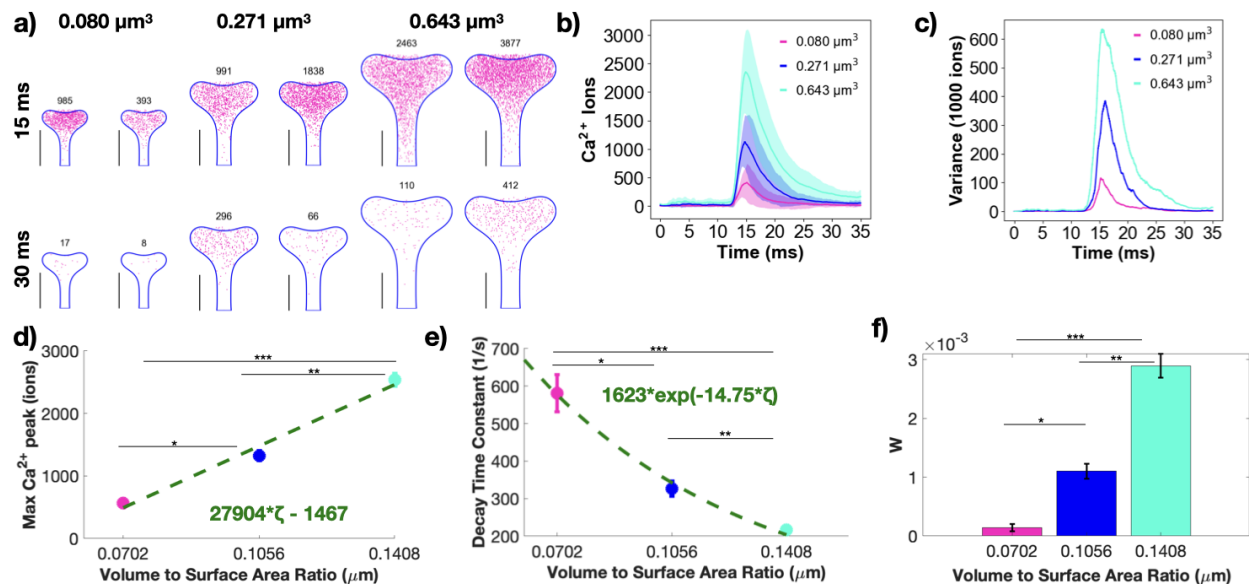 a)
0.080 µm³ 0.271 µm³ 0.643 µm³
15 ms
985 393 991 1838 2463 3877
30 ms
17 8 296 66 110 412
b)
Ca²⁺ Ions
3000
2500
2000
1500
1000
500
0
0.080 µm³
0.271 µm³
0.643 µm³
0 5 10 15 20 25 30 35
Time (ms)
c)
Variance (1000 ions)
600
500
400
300
200
100
0
0.080 µm³
0.271 µm³
0.643 µm³
0 5 10 15 20 25 30 35
Time (ms)
d)
Max Ca²⁺ peak (ions)
3000
2000
1000
0
***
**
*
27904*ζ - 1467
0.0702 0.1056 0.1408
Volume to Surface Area Ratio (μm)
e)
Decay Time Constant (1/s)
700
600
500
400
300
200
***
*
1623*exp(-14.75*ζ)
**
0.0702 0.1056 0.1408
Volume to Surface Area Ratio (μm)
f)
×10⁻³
W
3
2
1
0
***
**
*
0.0702 0.1056 0.1408
Volume to Surface Area Ratio (μm)